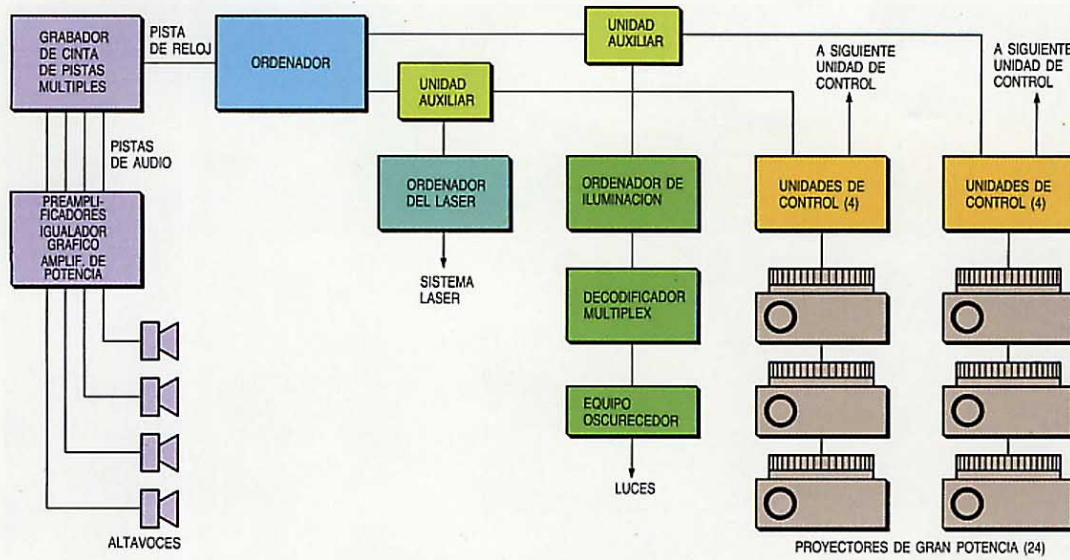 GRABADOR
DE CINTA
DE PISTAS
MULTIPLES
PISTA
DE RELOJ
ORDENADOR
UNIDAD
AUXILIAR
UNIDAD
AUXILIAR
A SIGUIENTE
UNIDAD DE
CONTROL
A SIGUIENTE
UNIDAD DE
CONTROL
PISTAS
DE AUDIO
PREAMPLI-
FICADORES
IGUALADOR
GRAFICO
AMPLIF. DE
POTENCIA
ORDENADOR
DEL LASER
ORDENADOR DE
ILUMINACION
UNIDADES DE
CONTROL (4)
UNIDADES DE
CONTROL (4)
SISTEMA
LASER
DECODIFICADOR
MULTIPLEX
EQUIPO
OSCURECEDOR
LUCES
ALTAVOCES
PROYECTORES DE GRAN POTENCIA (24)